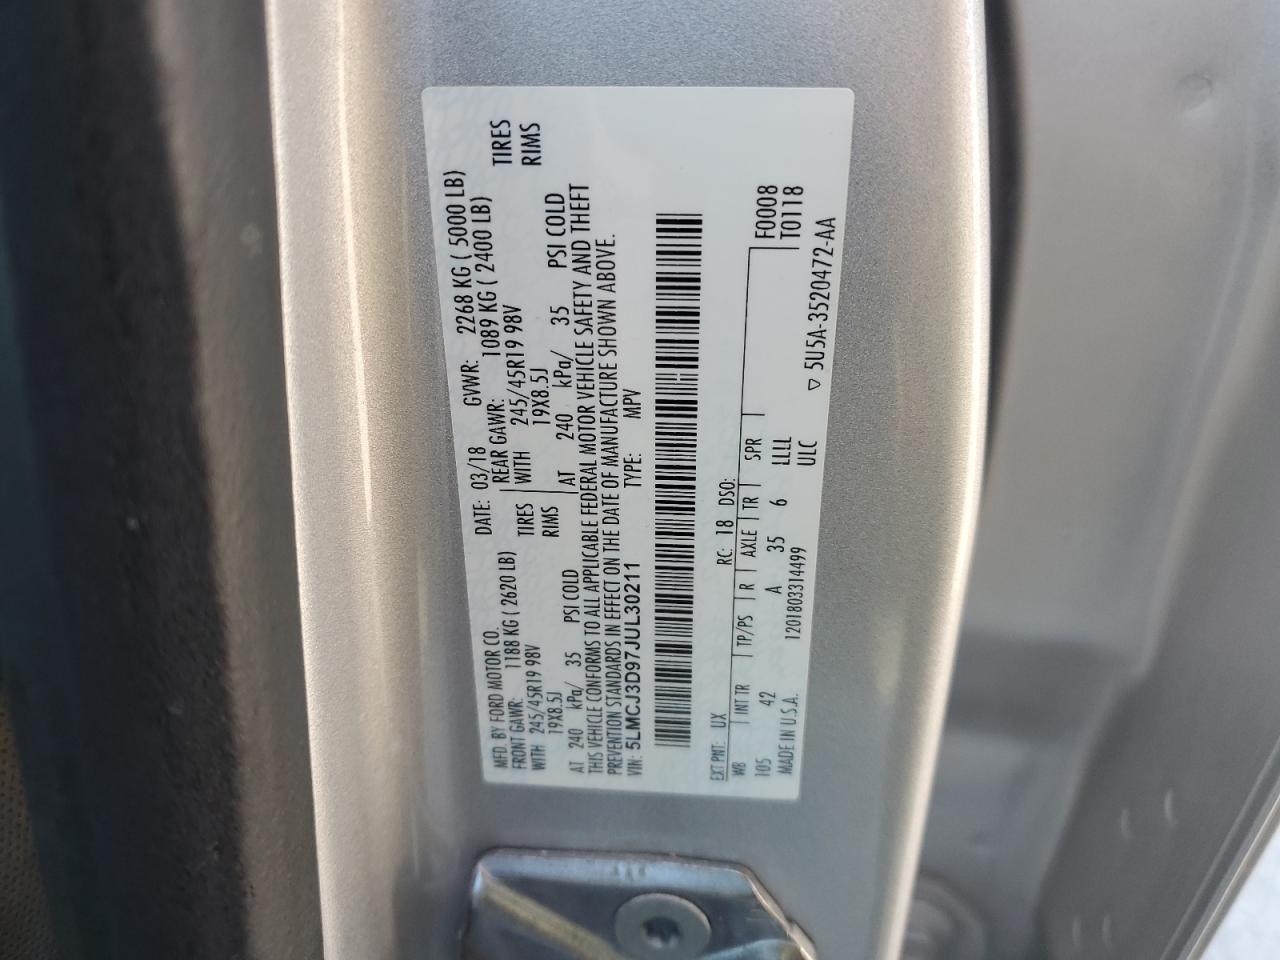 MFD. BY FORD MOTOR CO. DATE: 03/18 GVWR: 2268 KG ( 5000 LB)
FRONT GAWR: 1188 KG ( 2620 LB) REAR GAWR: 1089 KG ( 2400 LB)
WITH 245/45R19 98V TIRES WITH 245/45R19 98V TIRES
19X8.5J RIMS 19X8.5J RIMS
AT 240 kPa/ 35 PSI COLD AT 240 kPa/ 35 PSI COLD
THIS VEHICLE CONFORMS TO ALL APPLICABLE FEDERAL MOTOR VEHICLE SAFETY AND THEFT
PREVENTION STANDARDS IN EFFECT ON THE DATE OF MANUFACTURE SHOWN ABOVE.
VIN: 5LMCJ3D97JUL30211 TYPE: MPV
EXT PNT: UX RC: 18 DSO:
WB INT TR TP/PS R AXLE TR SPR F0008
105 42 A 35 6 LLLL T0118
MADE IN U.S.A. 1201803314499 ULC ▽ 5U5A-3520472-AA